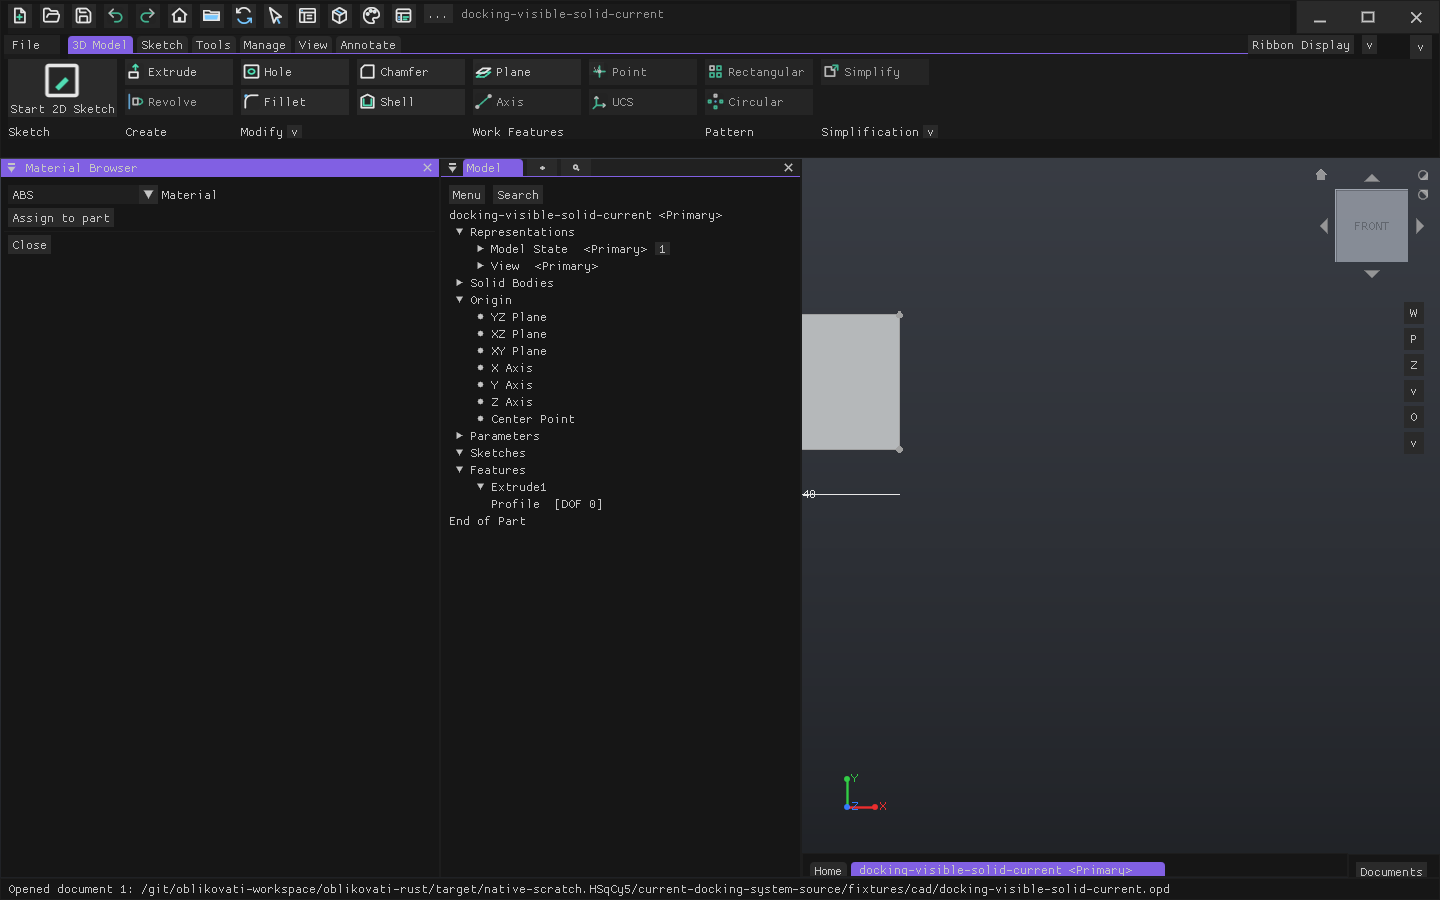 ... docking-visible-solid-current
File 3D Model Sketch Tools Manage View Annotate Ribbon Display v v
Start 2D Sketch
Extrude Hole Chamfer Plane Point Rectangular Simplify
Revolve Fillet Shell Axis UCS Circular
Sketch Create Modify v Work Features Pattern Simplification v
Material Browser
ABS Material
Assign to part
Close
Model
Menu Search
docking-visible-solid-current <Primary>
Representations
Model State <Primary> 1
View <Primary>
Solid Bodies
Origin
YZ Plane
XZ Plane
XY Plane
X Axis
Y Axis
Z Axis
Center Point
Parameters
Sketches
Features
Extrude1
Profile [DOF 0]
End of Part
FRONT
W
P
Z
v
O
v
40
Y
Z X
Home docking-visible-solid-current <Primary> Documents
Opened document 1: /git/oblikovati-workspace/oblikovati-rust/target/native-scratch.HSqCy5/current-docking-system-source/fixtures/cad/docking-visible-solid-current.opd